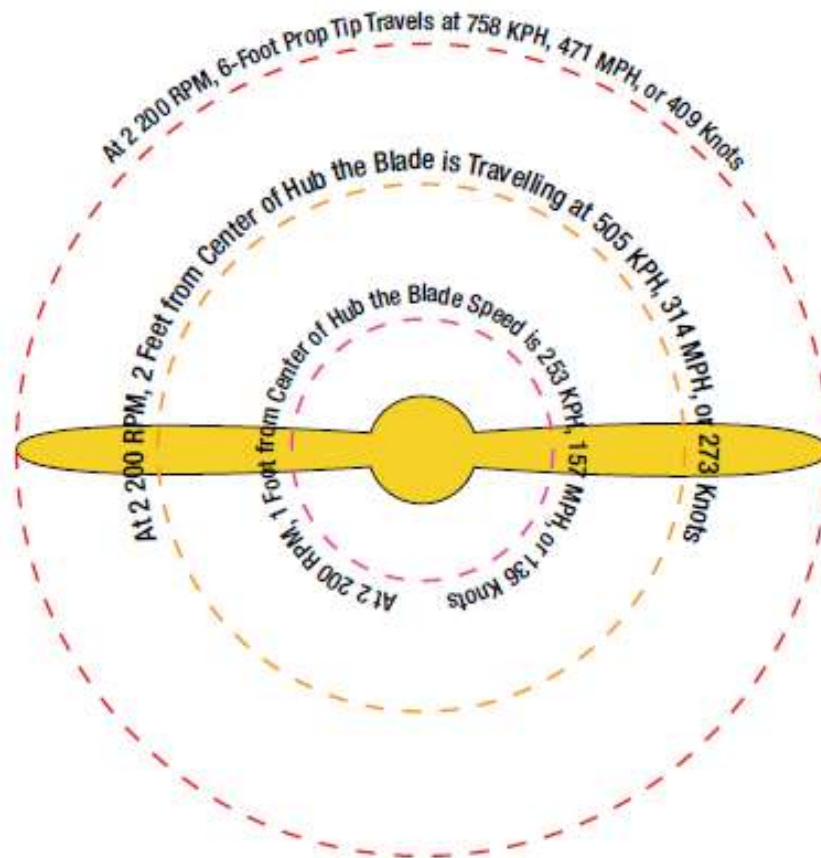 At 2 200 RPM, 6-Foot Prop Tip Travels at 758 KPH, 471 MPH, or 409 Knots
At 2 200 RPM, 2 Feet from Center of Hub the Blade is Travelling at 505 KPH, 314 MPH, or 273 Knots
At 2 200 RPM, 1 Foot from Center of Hub the Blade Speed is 253 KPH, 157 MPH, or 136 Knots